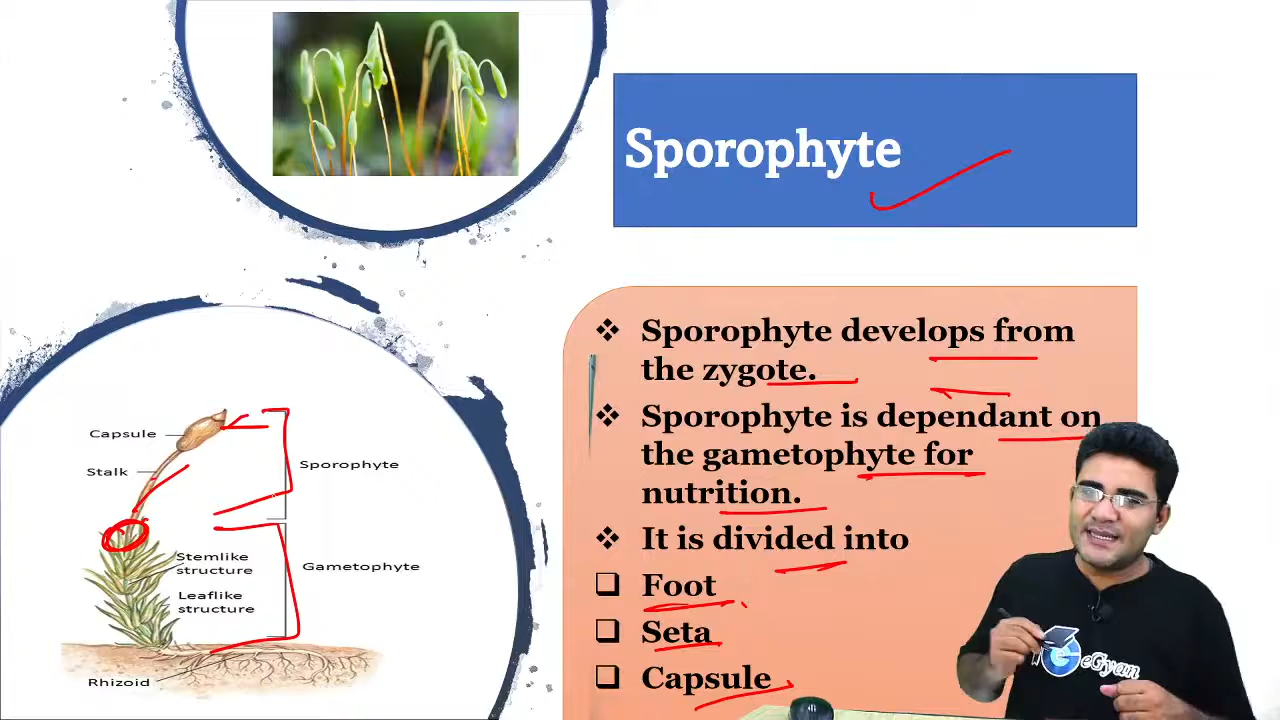 Sporophyte
❖ Sporophyte develops from
the zygote.
❖ Sporophyte is dependant on
the gametophyte for
nutrition.
❖ It is divided into
❑ Foot
❑ Seta
❑ Capsule
Capsule
Stalk
Sporophyte
Stemlike
structure
Gametophyte
Leaflike
structure
Rhizoid
eGyan